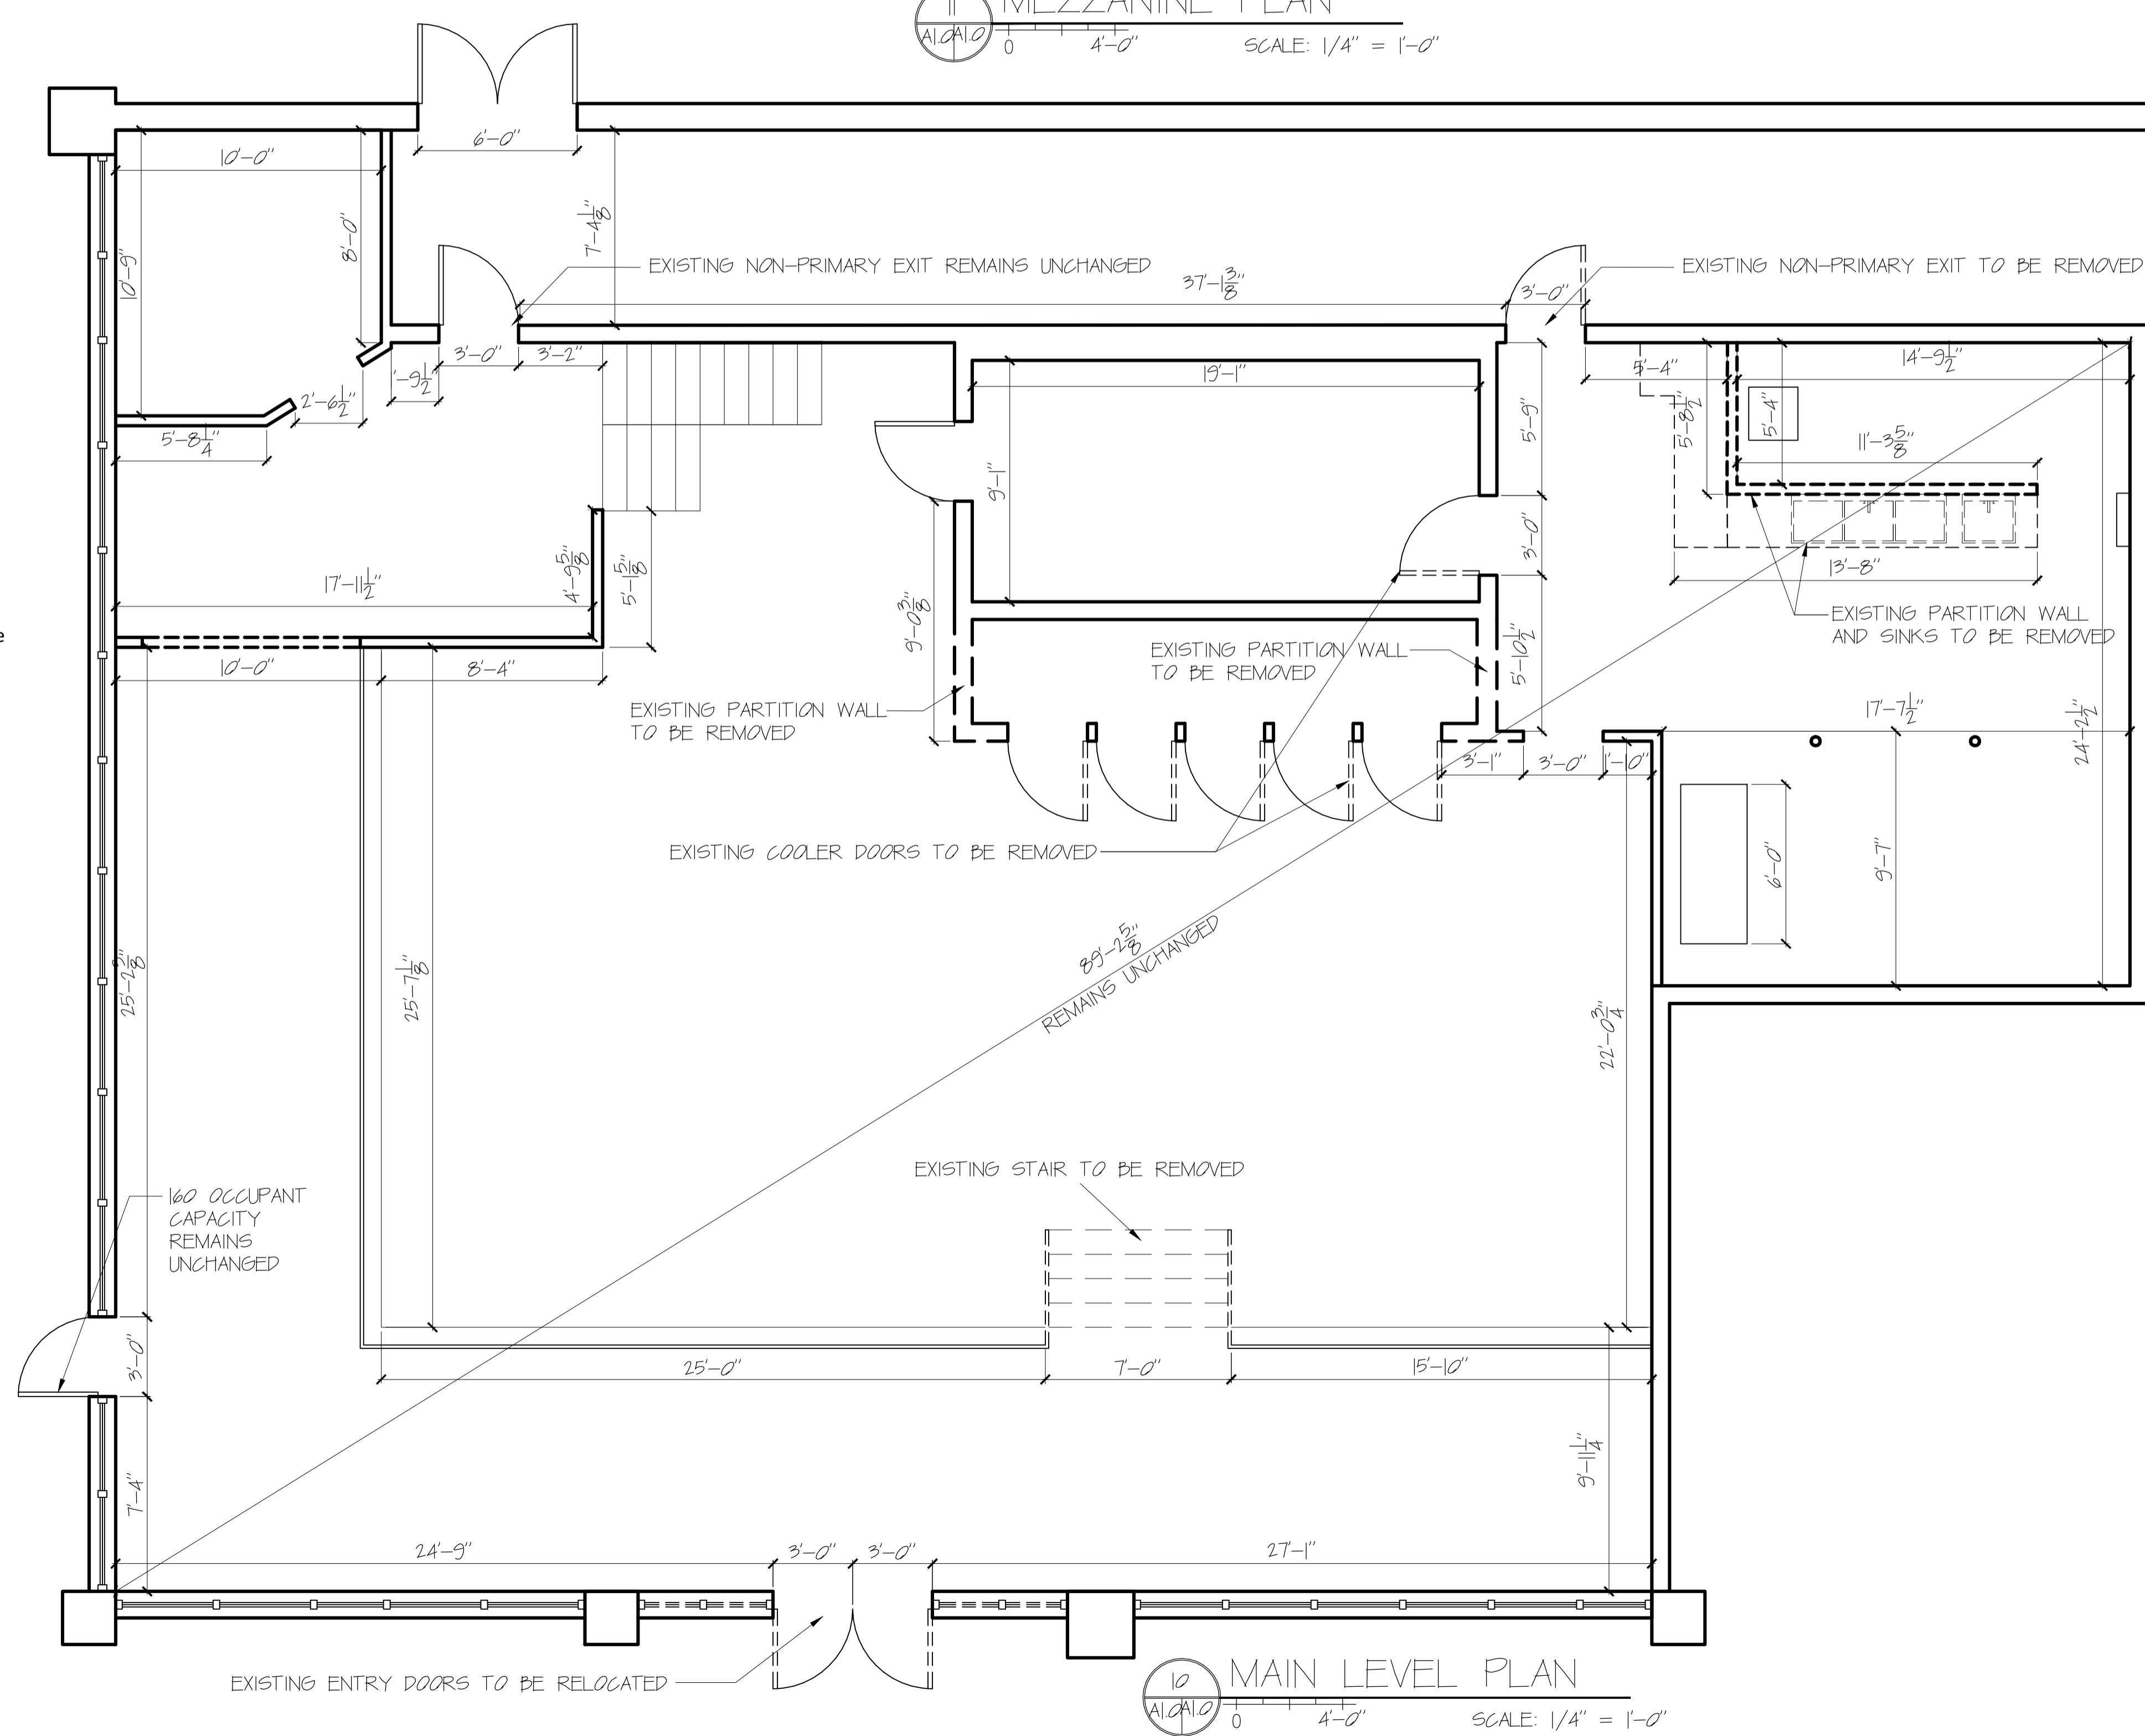 11 MEZZANINE PLAN
A1.0 A1.0
0 4'-0" SCALE: 1/4" = 1'-0"
6'-0"
10'-0"
10'-9"
8'-0"
7'-4 1/8"
EXISTING NON-PRIMARY EXIT REMAINS UNCHANGED
37'-1 3/8"
3'-0"
EXISTING NON-PRIMARY EXIT TO BE REMOVED
3'-0"
3'-2"
'-9 1/2"
2'-6 1/2"
5'-8 1/4"
19'-1"
9'-1"
5'-9"
3'-0"
5'-10 1/2"
5'-4"
14'-9 1/2"
5'-8 1/2"
5'-4"
11'-3 5/8"
13'-8"
EXISTING PARTITION WALL
AND SINKS TO BE REMOVED
17'-11 1/2"
4'-9 5/8"
5'-1 5/8"
9'-0 3/8"
e
10'-0"
8'-4"
EXISTING PARTITION WALL
TO BE REMOVED
EXISTING PARTITION WALL
TO BE REMOVED
17'-7 1/2"
24'-2 1/2"
3'-1"
3'-0"
1'-10"
EXISTING COOLER DOORS TO BE REMOVED
6'-0"
9'-7"
25'-2 3/8"
25'-7 1/8"
89'-2 5/8"
REMAINS UNCHANGED
22'-0 3/4"
EXISTING STAIR TO BE REMOVED
160 OCCUPANT
CAPACITY
REMAINS
UNCHANGED
3'-0"
25'-0"
7'-0"
15'-10"
7'-4"
9'-11 1/4"
24'-9"
3'-0"
3'-0"
27'-1"
EXISTING ENTRY DOORS TO BE RELOCATED
10 MAIN LEVEL PLAN
A1.0 A1.0
0 4'-0" SCALE: 1/4" = 1'-0"